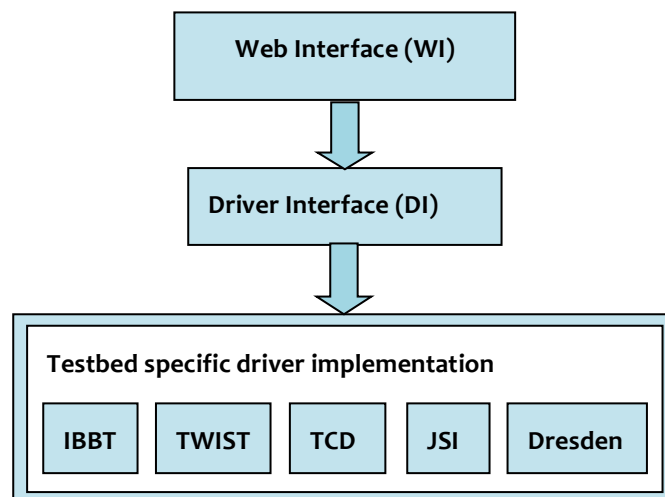 Web Interface (WI)
Driver Interface (DI)
Testbed specific driver implementation
IBBT TWIST TCD JSI Dresden